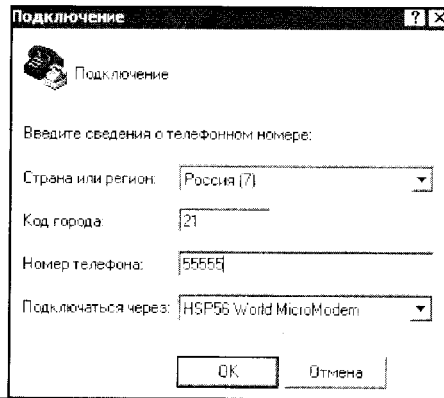 Подключение
Подключение
Введите сведения о телефонном номере:
Страна или регион: Россия (7)
Код города: 21
Номер телефона: 55555
Подключаться через: HSP56 World MicroModem
OK Отмена